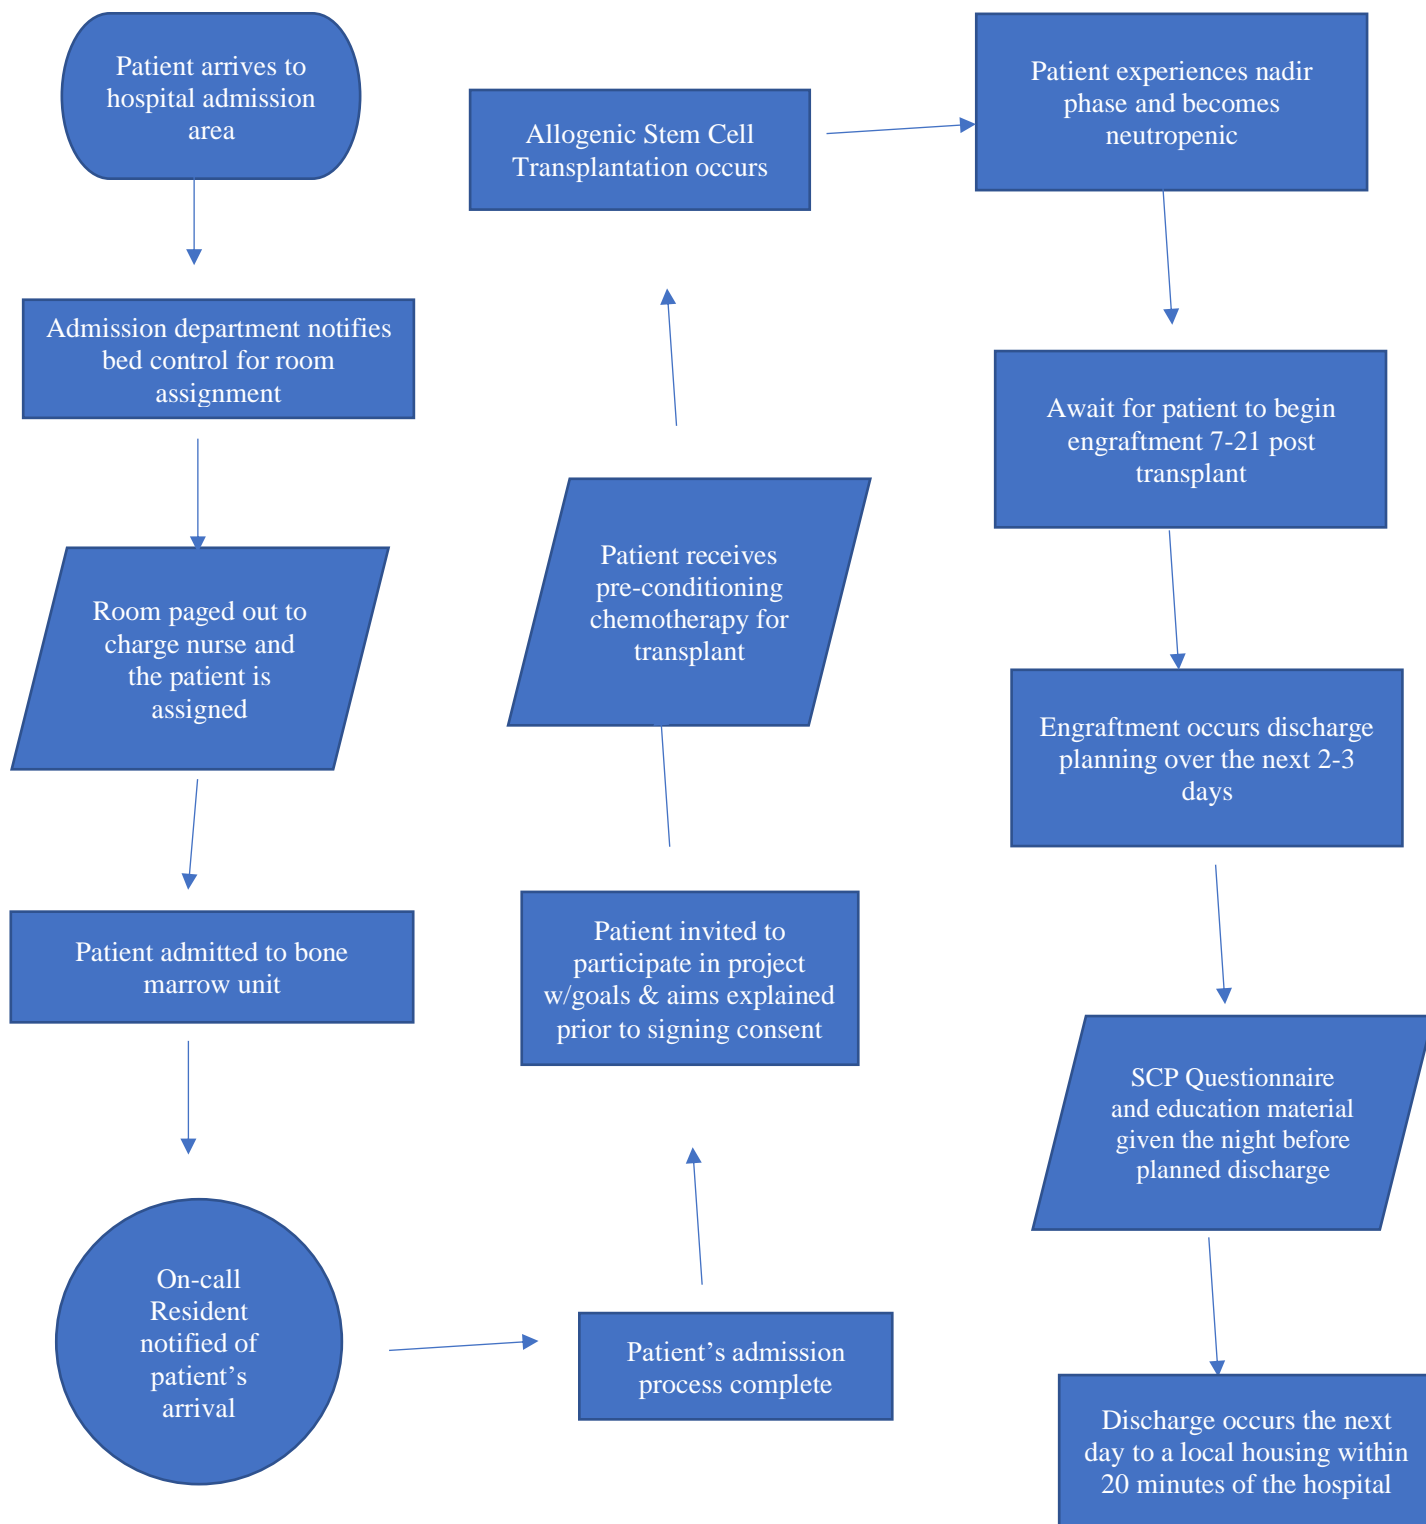 Patient arrives to
hospital admission
area
Admission department notifies
bed control for room
assignment
Room paged out to
charge nurse and
the patient is
assigned
Patient admitted to bone
marrow unit
On-call
Resident
notified of
patient’s
arrival
Patient’s admission
process complete
Patient invited to
participate in project
w/goals & aims explained
prior to signing consent
Patient receives
pre-conditioning
chemotherapy for
transplant
Allogenic Stem Cell
Transplantation occurs
Patient experiences nadir
phase and becomes
neutropenic
Await for patient to begin
engraftment 7-21 post
transplant
Engraftment occurs discharge
planning over the next 2-3
days
SCP Questionnaire
and education material
given the night before
planned discharge
Discharge occurs the next
day to a local housing within
20 minutes of the hospital